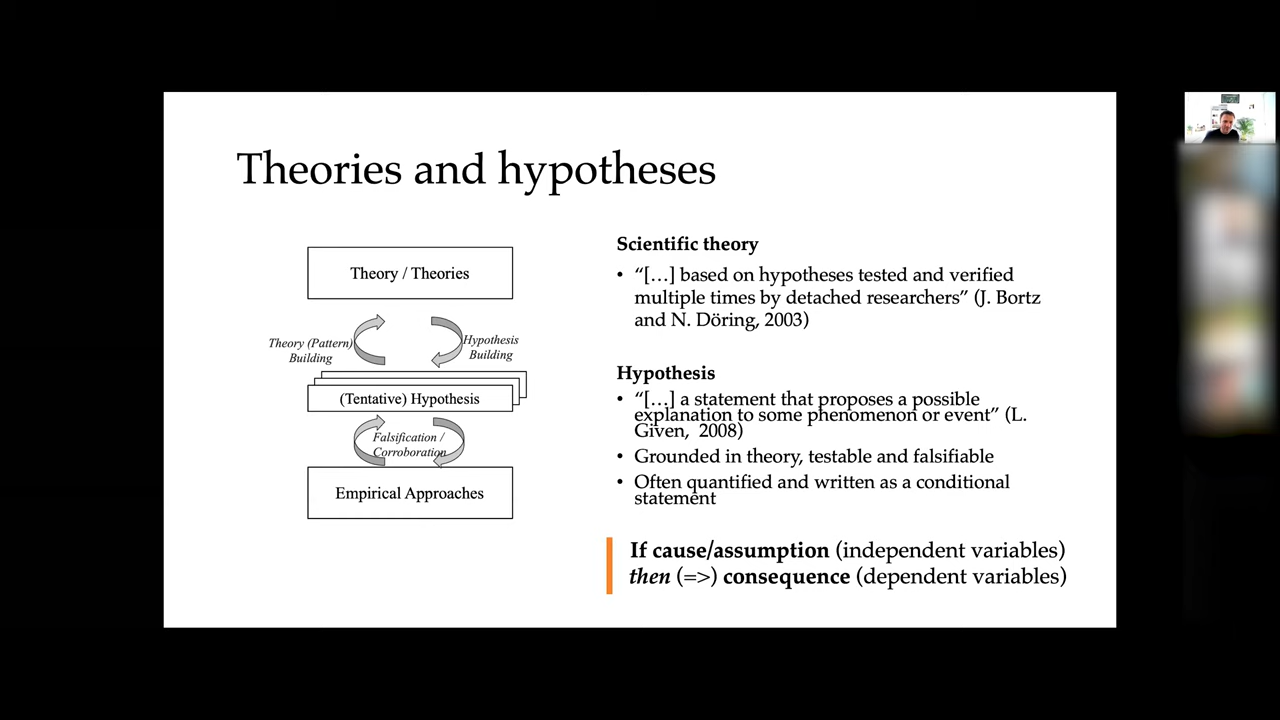 Theories and hypotheses
Theory / Theories
Theory (Pattern)
Building
Hypothesis
Building
(Tentative) Hypothesis
Falsification /
Corroboration
Empirical Approaches
Scientific theory
• “[…] based on hypotheses tested and verified
multiple times by detached researchers” (J. Bortz
and N. Döring, 2003)
Hypothesis
• “[…] a statement that proposes a possible
explanation to some phenomenon or event” (L.
Given, 2008)
• Grounded in theory, testable and falsifiable
• Often quantified and written as a conditional
statement
If cause/assumption (independent variables)
then (=>) consequence (dependent variables)